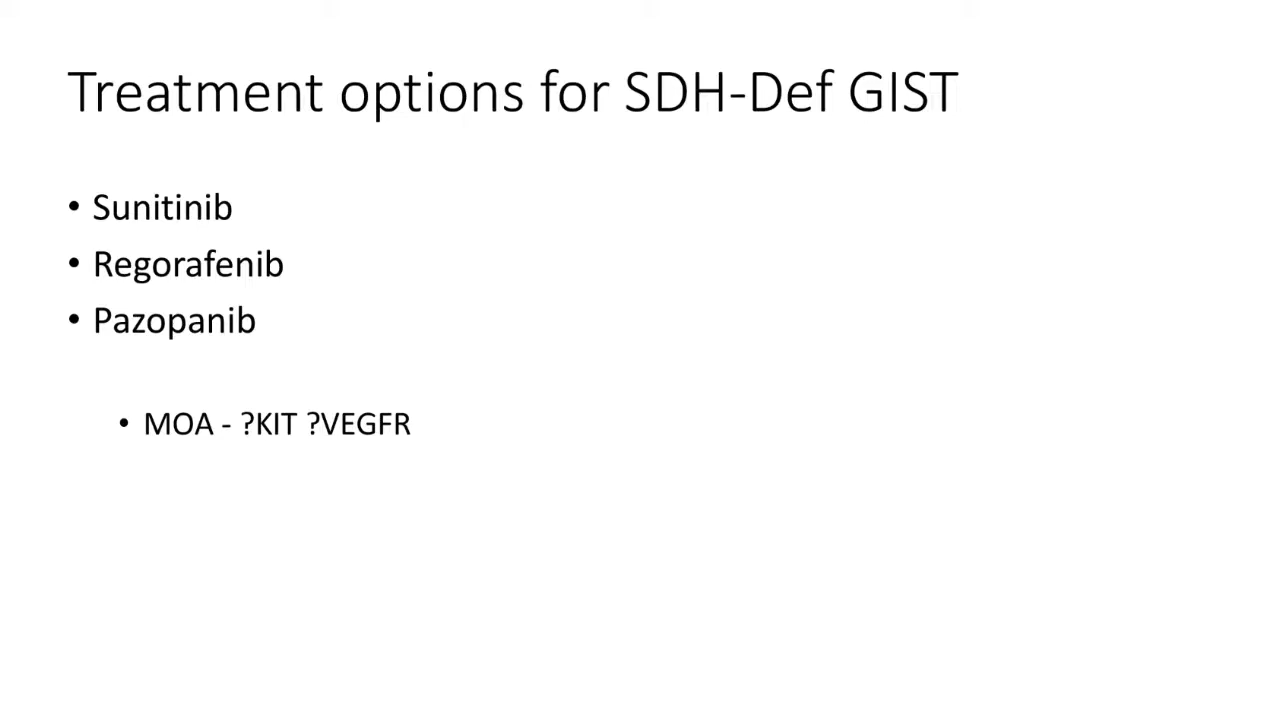 Treatment options for SDH-Def GIST
• Sunitinib
• Regorafenib
• Pazopanib
• MOA - ?KIT ?VEGFR